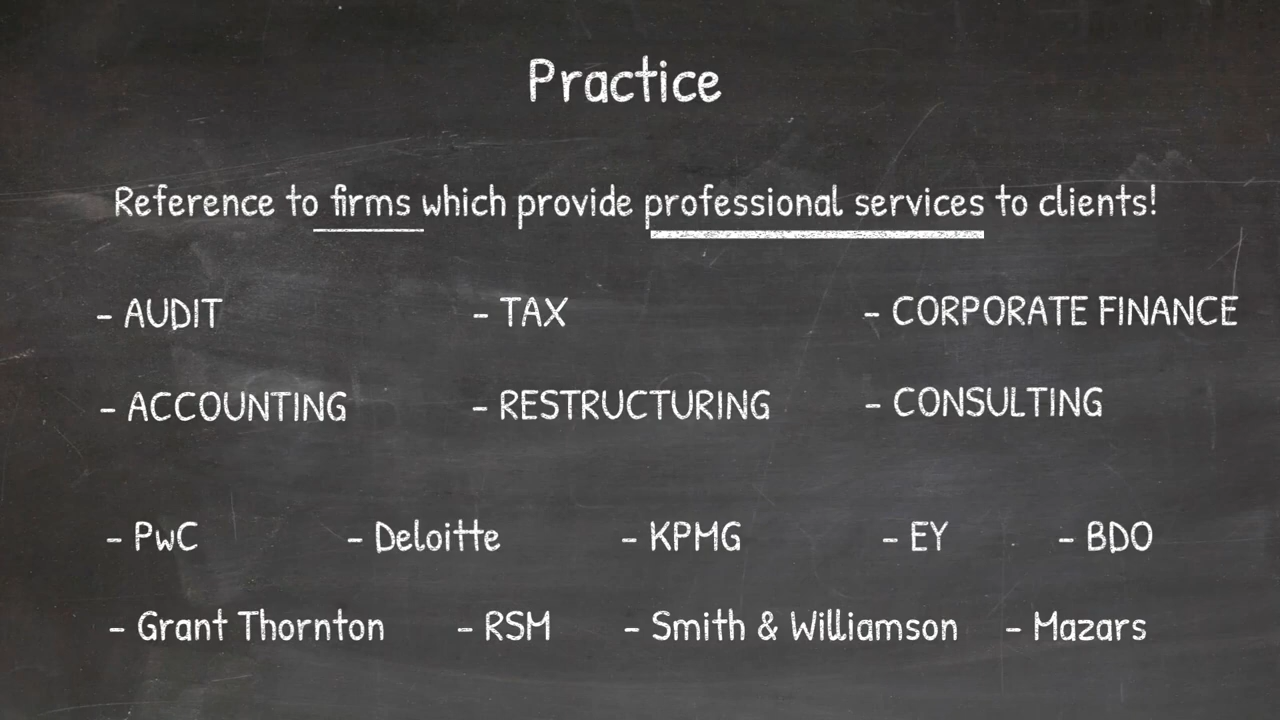 Practice
Reference to firms which provide professional services to clients!
- AUDIT - TAX - CORPORATE FINANCE
- ACCOUNTING - RESTRUCTURING - CONSULTING
- PwC - Deloitte - KPMG - EY - BDO
- Grant Thornton - RSM - Smith & Williamson - Mazars